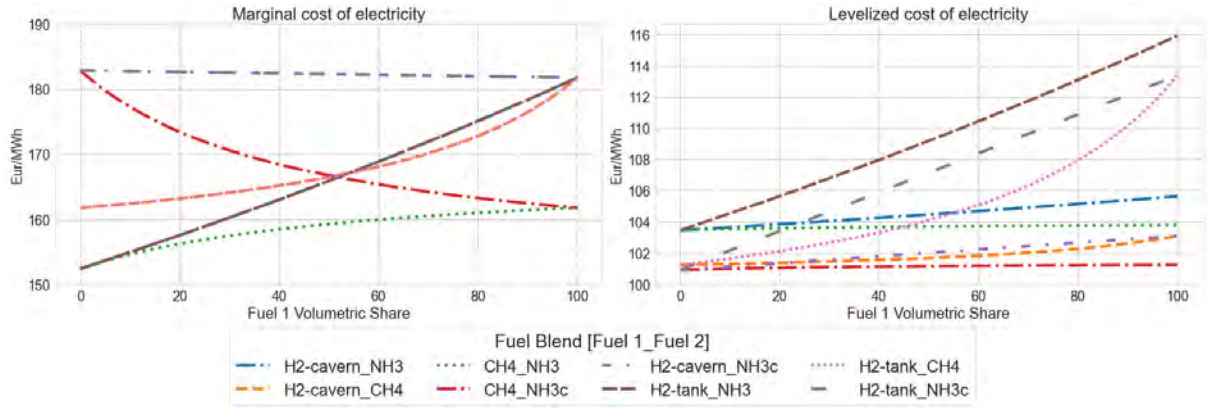 Marginal cost of electricity
190
180
170
160
150
Eur/MWh
0 20 40 60 80 100
Fuel 1 Volumetric Share
Levelized cost of electricity
116
114
112
110
108
106
104
102
100
Eur/MWh
0 20 40 60 80 100
Fuel 1 Volumetric Share
Fuel Blend [Fuel 1_Fuel 2]
H2-cavern_NH3 CH4_NH3 H2-cavern_NH3c H2-tank_CH4
H2-cavern_CH4 CH4_NH3c H2-tank_NH3 H2-tank_NH3c